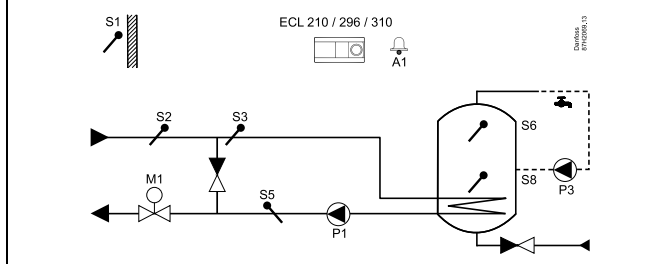 S1
ECL 210 / 296 / 310
A1
Danfoss
87H2069.13
S2
S3
S6
M1
S5
S8
P1
P3